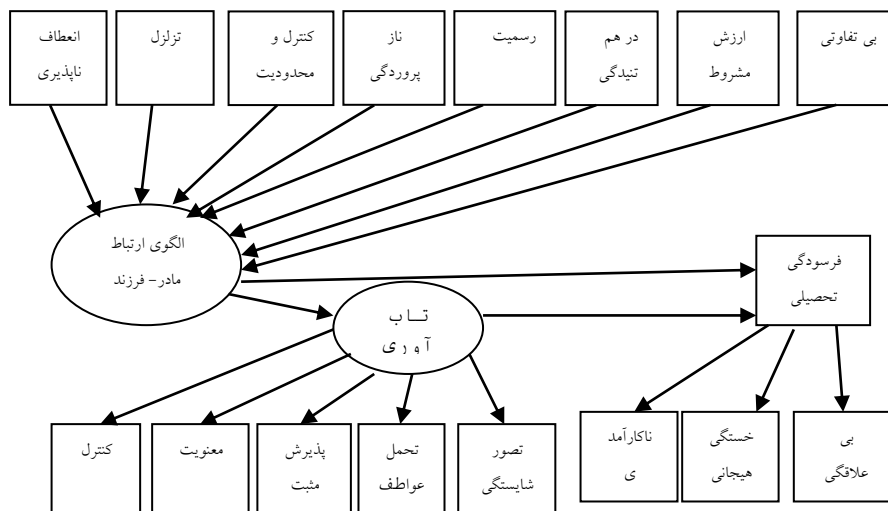 بی تفاوتی
ارزش
مشروط
در هم
تنیدگی
رسمیت
ناز
پروردگی
کنترل و
محدودیت
تزلزل
انعطاف
ناپذیری
الگوی ارتباط
مادر- فرزند
فرسودگی
تحصیلی
تـاب
آوری
بی
علاقگی
خستگی
هیجانی
ناکارآمد
ی
تصور
شایستگی
تحمل
عواطف
پذیرش
مثبت
معنویت
کنترل